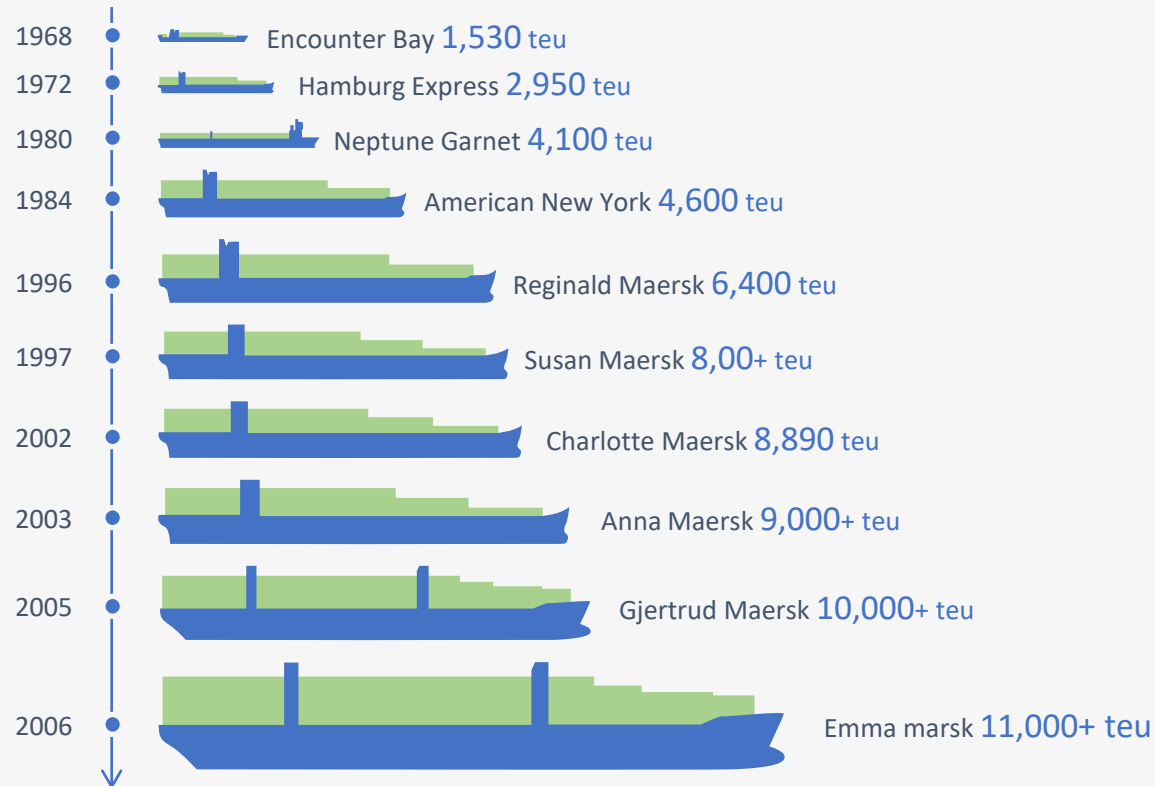 1968 Encounter Bay 1,530 teu
1972 Hamburg Express 2,950 teu
1980 Neptune Garnet 4,100 teu
1984 American New York 4,600 teu
1996 Reginald Maersk 6,400 teu
1997 Susan Maersk 8,00+ teu
2002 Charlotte Maersk 8,890 teu
2003 Anna Maersk 9,000+ teu
2005 Gjertrud Maersk 10,000+ teu
2006 Emma marsk 11,000+ teu